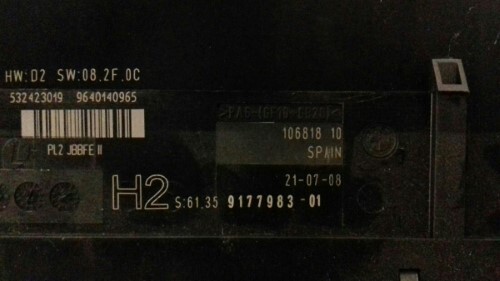 HW:D2 SW:08.2F.0C
532423019 9640140965
PL2 JBBFE II
106818 10
SPAIN
21-07-08
H2 S:61.35 9177983-01